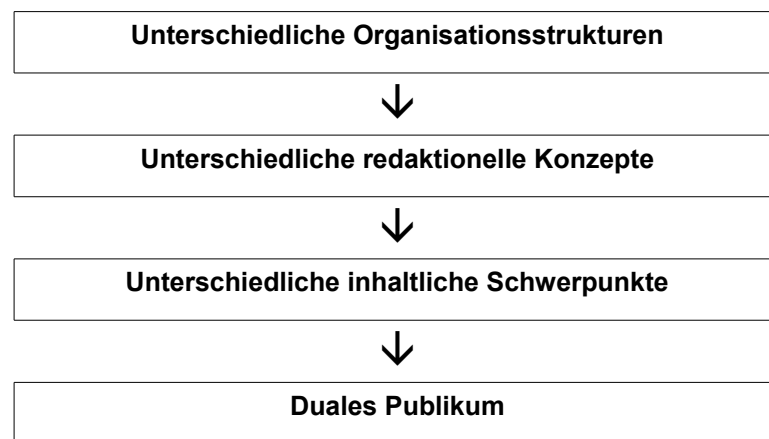 Unterschiedliche Organisationsstrukturen
Unterschiedliche redaktionelle Konzepte
Unterschiedliche inhaltliche Schwerpunkte
Duales Publikum